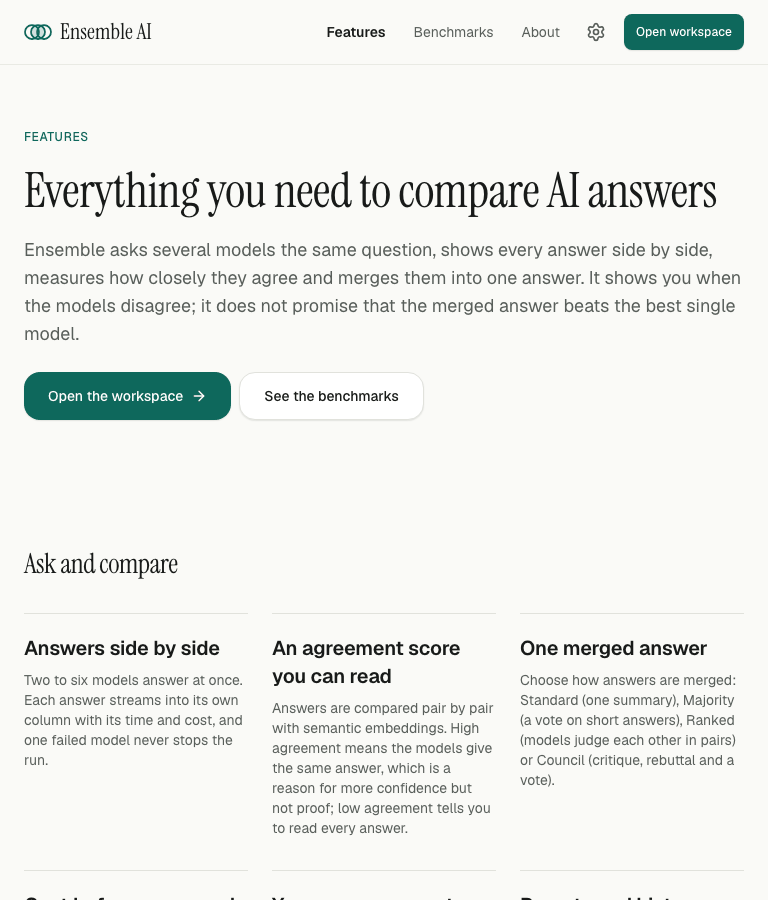 Ensemble AI
Features
Benchmarks
About
Open workspace
FEATURES
Everything you need to compare AI answers
Ensemble asks several models the same question, shows every answer side by side,
measures how closely they agree and merges them into one answer. It shows you when
the models disagree; it does not promise that the merged answer beats the best single
model.
Open the workspace
See the benchmarks
Ask and compare
Answers side by side
Two to six models answer at once.
Each answer streams into its own
column with its time and cost, and
one failed model never stops the
run.
An agreement score
you can read
Answers are compared pair by pair
with semantic embeddings. High
agreement means the models give
the same answer, which is a
reason for more confidence but
not proof; low agreement tells you
to read every answer.
One merged answer
Choose how answers are merged:
Standard (one summary), Majority
(a vote on short answers), Ranked
(models judge each other in pairs)
or Council (critique, rebuttal and a
vote).